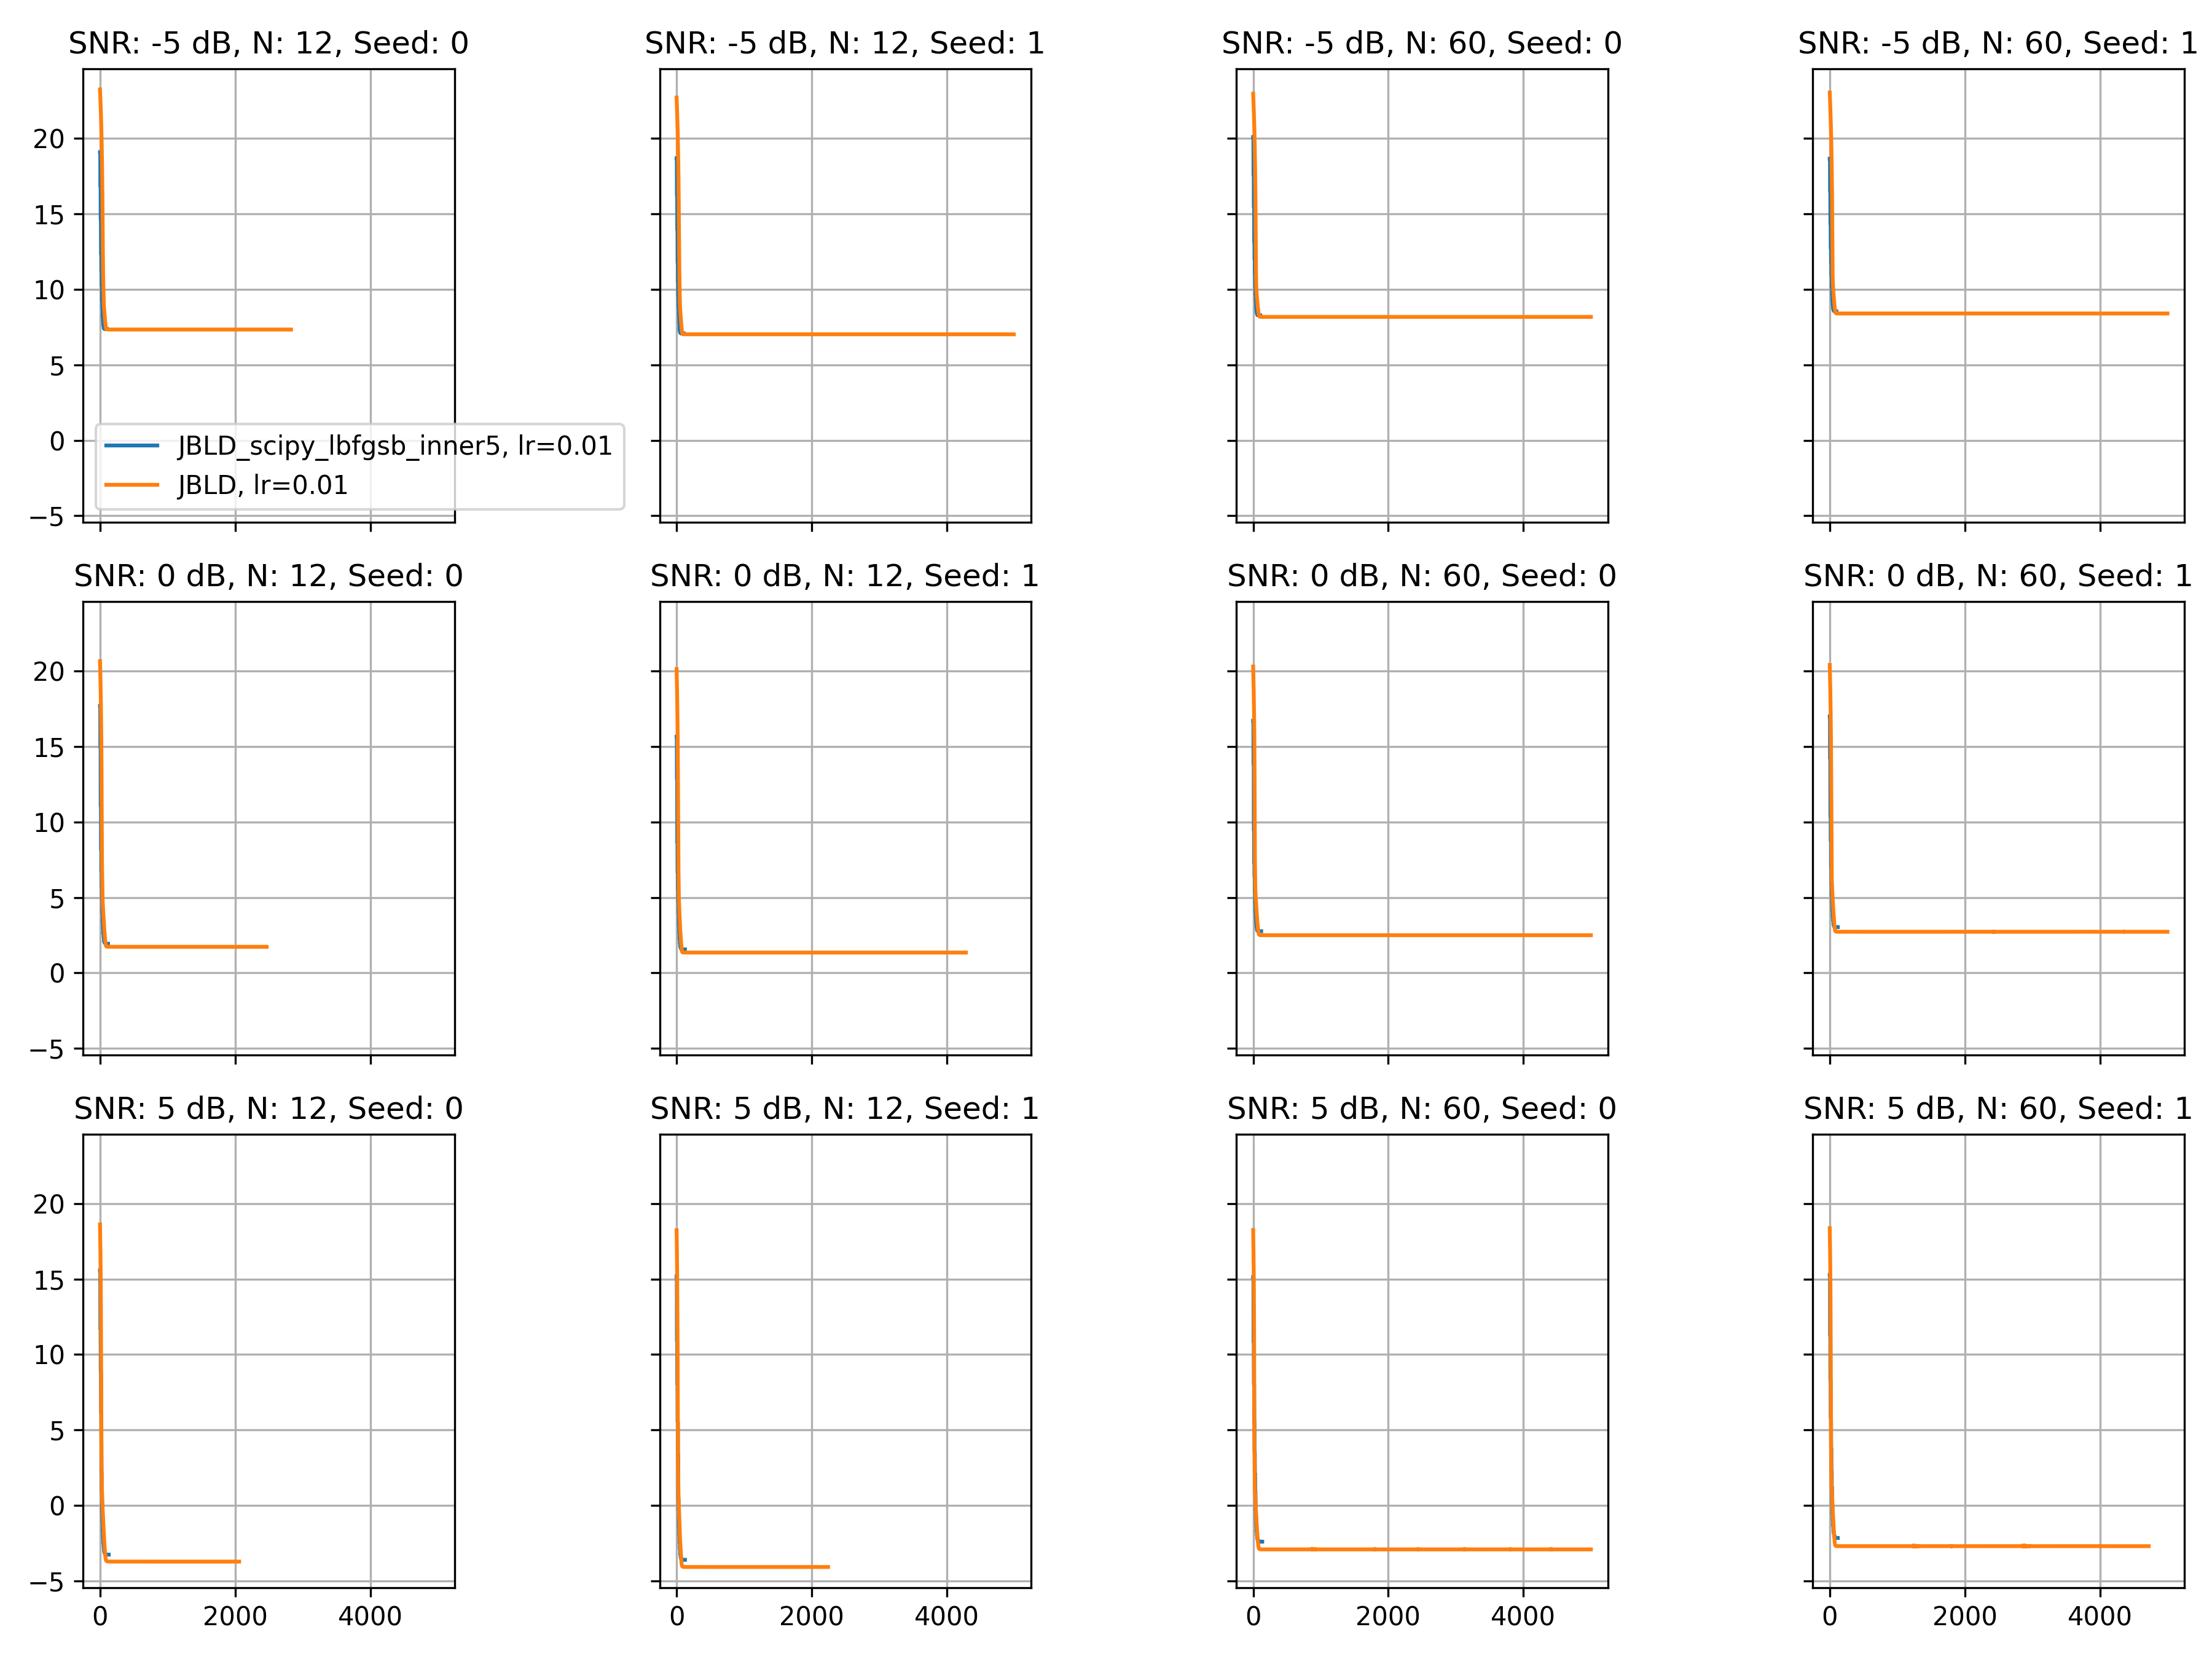 SNR: -5 dB, N: 12, Seed: 0
SNR: -5 dB, N: 12, Seed: 1
SNR: -5 dB, N: 60, Seed: 0
SNR: -5 dB, N: 60, Seed: 1
20
15
10
5
0
−5
JBLD_scipy_lbfgsb_inner5, lr=0.01
JBLD, lr=0.01
SNR: 0 dB, N: 12, Seed: 0
SNR: 0 dB, N: 12, Seed: 1
SNR: 0 dB, N: 60, Seed: 0
SNR: 0 dB, N: 60, Seed: 1
20
15
10
5
0
−5
SNR: 5 dB, N: 12, Seed: 0
SNR: 5 dB, N: 12, Seed: 1
SNR: 5 dB, N: 60, Seed: 0
SNR: 5 dB, N: 60, Seed: 1
20
15
10
5
0
−5
0 2000 4000
0 2000 4000
0 2000 4000
0 2000 4000